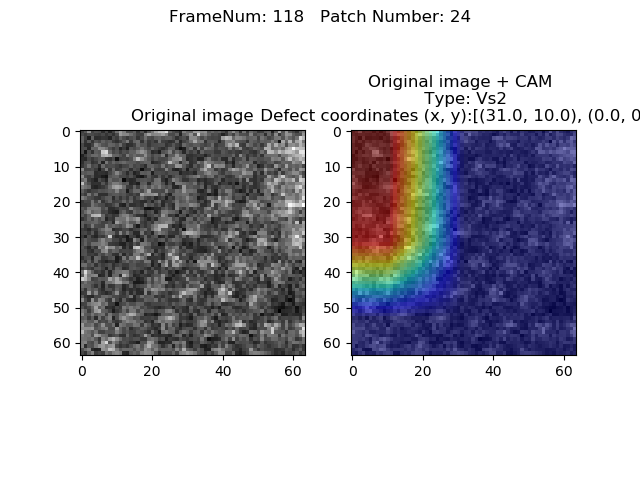 FrameNum: 118   Patch Number: 24
Original image + CAM
Type: Vs2
Original image
Defect coordinates (x, y):[(31.0, 10.0), (0.0, 0
0
10
20
30
40
50
60
0 20 40 60
0
10
20
30
40
50
60
0 20 40 60